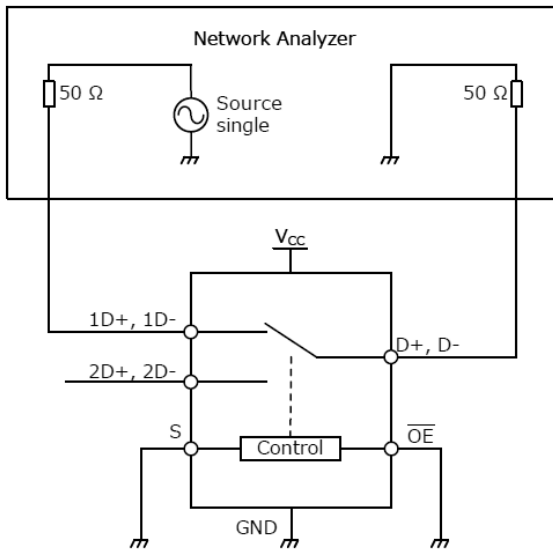 Network Analyzer
50 Ω
Source
single
50 Ω
VCC
1D+, 1D-
D+, D-
2D+, 2D-
S
Control
OE
GND